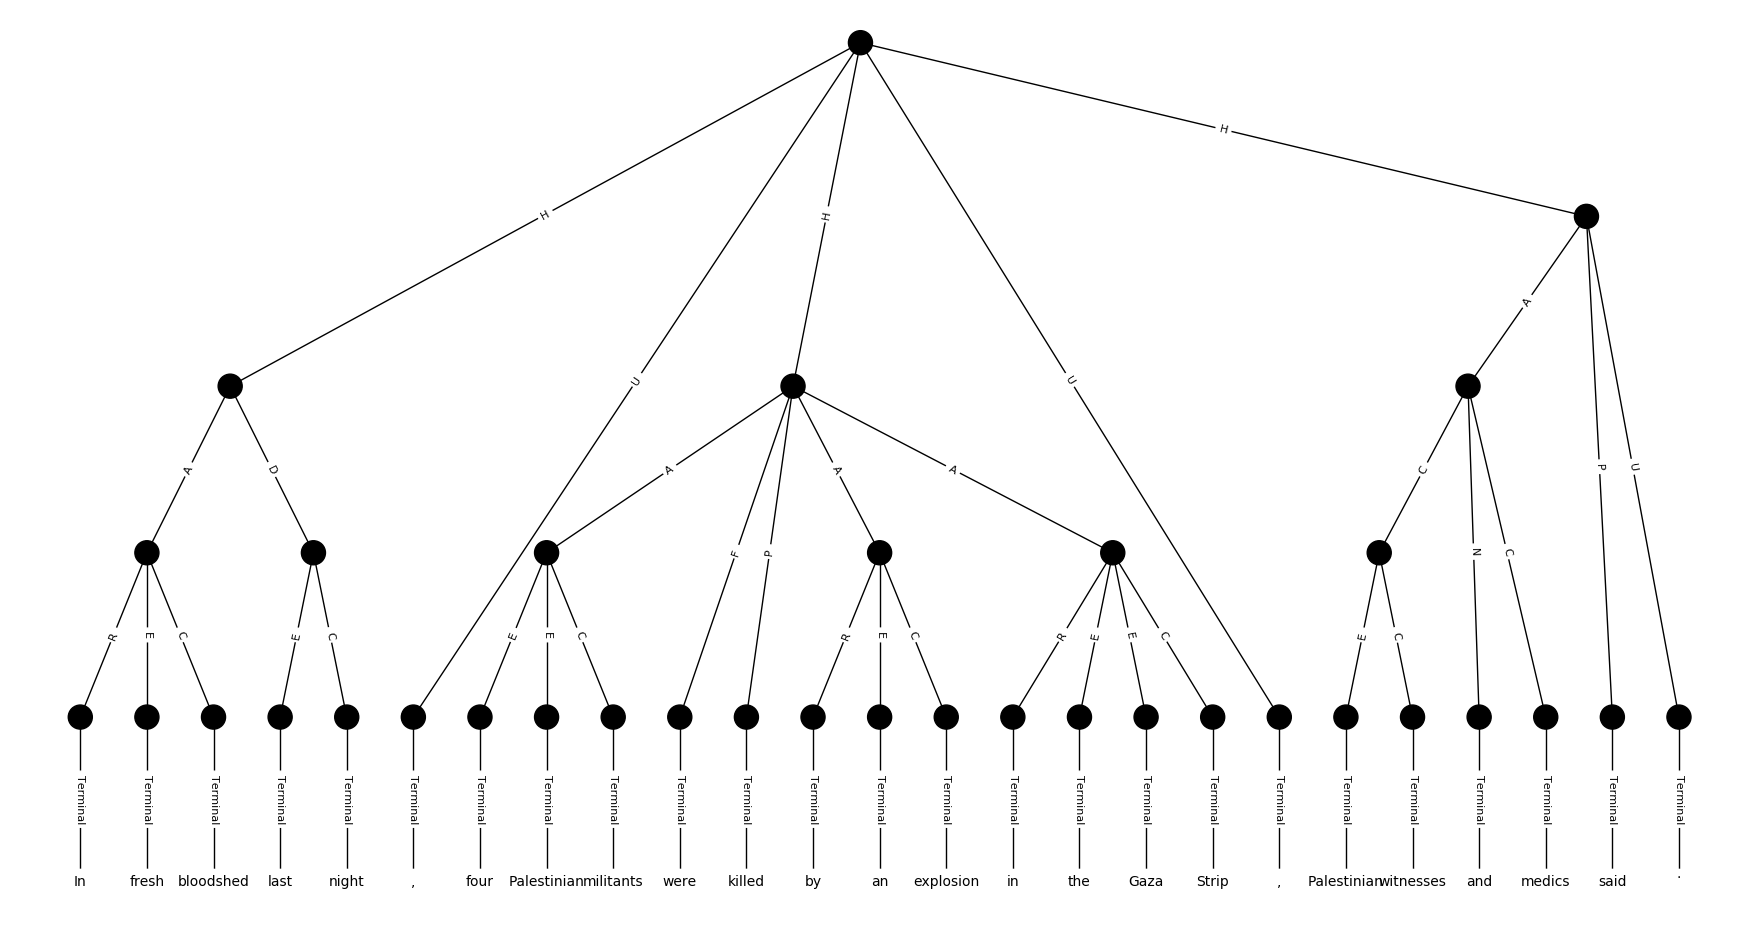 H
H
H
U
U
A
A
D
A
A
A
C
P
U
F
P
N
C
R
E
C
E
C
E
E
C
R
E
C
R
E
E
C
E
C
Terminal Terminal Terminal Terminal Terminal Terminal Terminal Terminal Terminal Terminal Terminal Terminal Terminal Terminal Terminal Terminal Terminal Terminal Terminal Terminal Terminal Terminal Terminal Terminal Terminal
In fresh bloodshed last night , four Palestinian militants were killed by an explosion in the Gaza Strip , Palestinian witnesses and medics said .